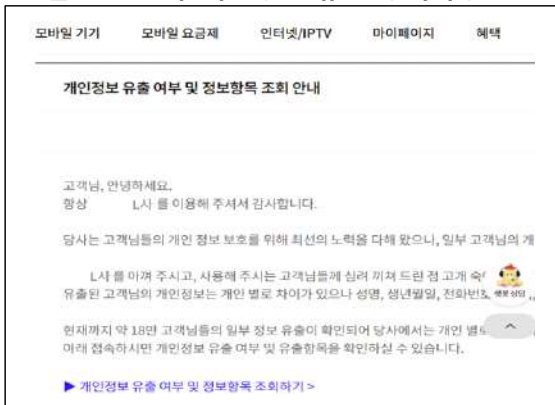 모바일 기기 모바일 요금제 인터넷/IPTV 마이페이지 혜택
개인정보 유출 여부 및 정보항목 조회 안내
고객님, 안녕하세요.
항상 L사 를 이용해 주셔서 감사합니다.
당사는 고객님들의 개인 정보 보호를 위해 최선의 노력을 다해 왔으나, 일부 고객님의 개
L사 를 아껴 주시고, 사용해 주시는 고객님들께 심려 끼쳐 드린 점 고개 숙
유출된 고객님의 개인정보는 개인 별로 차이가 있으나 성명, 생년월일, 전화번호
챗봇상담
현재까지 약 18만 고객님들의 일부 정보 유출이 확인되어 당사에서는 개인 별
아래 접속하시면 개인정보 유출 여부 및 유출항목을 확인하실 수 있습니다.
▶ 개인정보 유출 여부 및 정보항목 조회하기 >